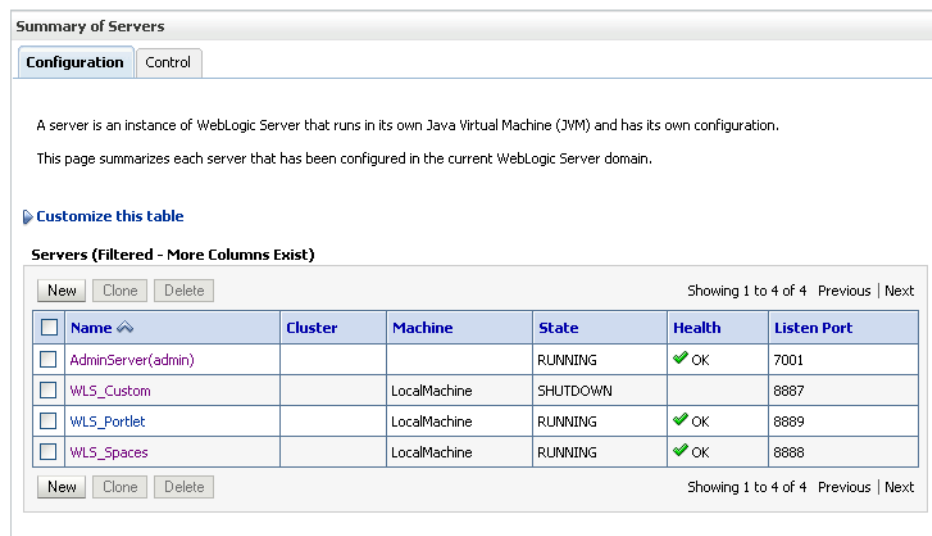 Summary of Servers
Configuration Control
A server is an instance of WebLogic Server that runs in its own Java Virtual Machine (JVM) and has its own configuration.
This page summarizes each server that has been configured in the current WebLogic Server domain.
Customize this table
Servers (Filtered - More Columns Exist)
New Clone Delete Showing 1 to 4 of 4 Previous | Next
Name Cluster Machine State Health Listen Port
AdminServer(admin) RUNNING OK 7001
WLS_Custom LocalMachine SHUTDOWN 8887
WLS_Portlet LocalMachine RUNNING OK 8889
WLS_Spaces LocalMachine RUNNING OK 8888
New Clone Delete Showing 1 to 4 of 4 Previous | Next